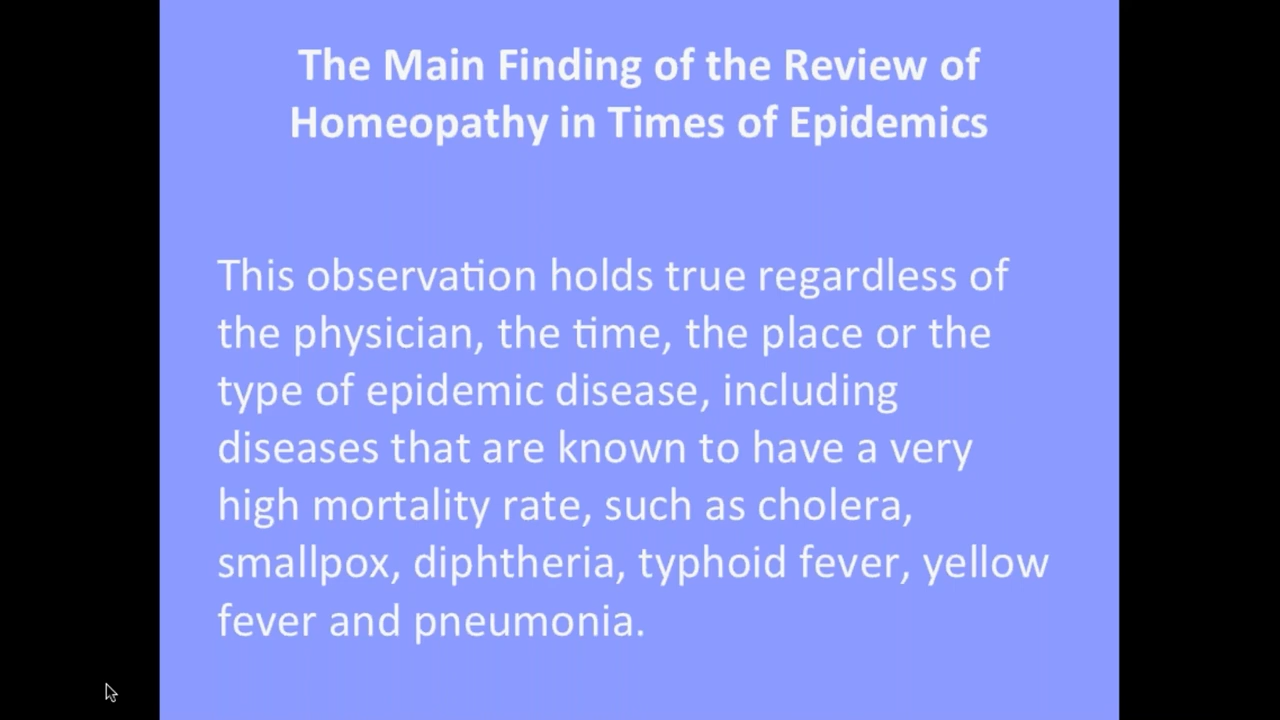 The Main Finding of the Review of
Homeopathy in Times of Epidemics
This observation holds true regardless of
the physician, the time, the place or the
type of epidemic disease, including
diseases that are known to have a very
high mortality rate, such as cholera,
smallpox, diphtheria, typhoid fever, yellow
fever and pneumonia.